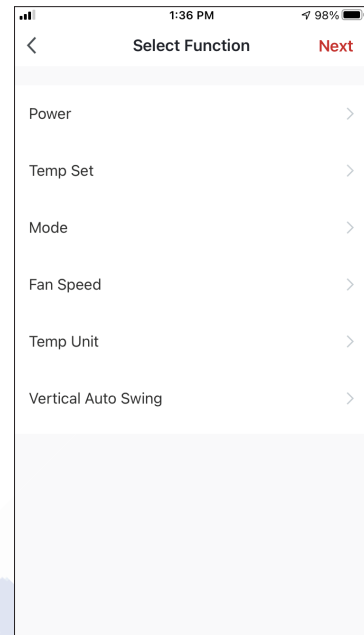 1:36 PM 98%
Select Function Next
Power
Temp Set
Mode
Fan Speed
Temp Unit
Vertical Auto Swing